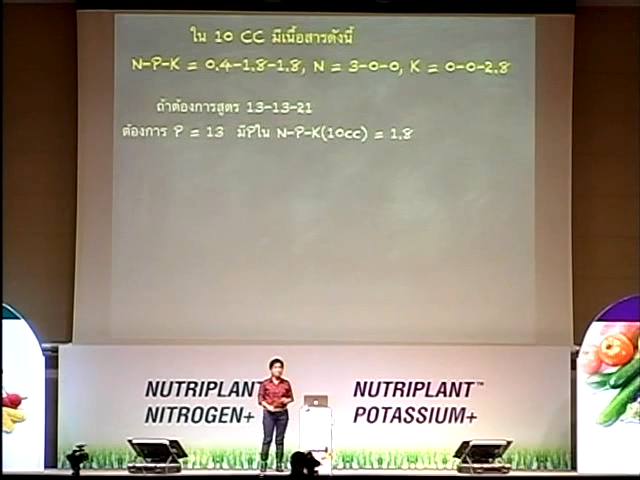 ใน 10 CC มีเนื้อสารดังนี้
N-P-K = 0.4-1.8-1.8, N = 3-0-0, K = 0-0-2.8
ถ้าต้องการสูตร 13-13-21
ต้องการ P = 13 มีPใน N-P-K(10cc) = 1.8
NUTRIPLANT
NITROGEN+
NUTRIPLANT™
POTASSIUM+